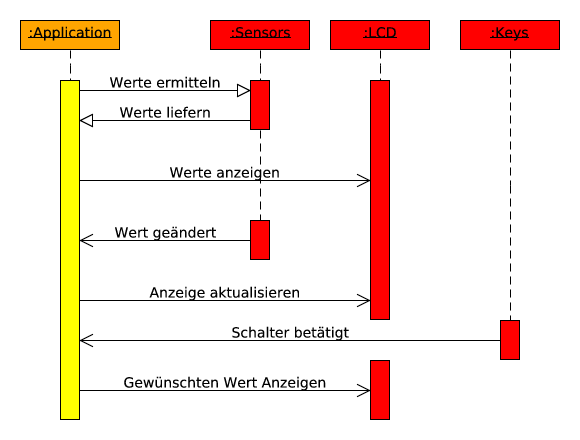 :Application
:Sensors
:LCD
:Keys
Werte ermitteln
Werte liefern
Werte anzeigen
Wert geändert
Anzeige aktualisieren
Schalter betätigt
Gewünschten Wert Anzeigen